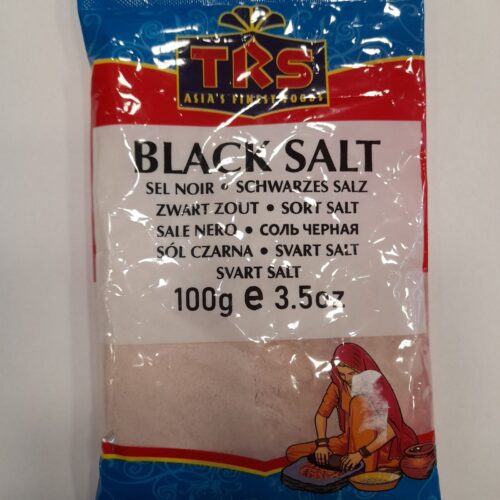 TRS
ASIA'S FINEST FOODS
BLACK SALT
SEL NOIR • SCHWARZES SALZ
ZWART ZOUT • SORT SALT
SALE NERO • СОЛЬ ЧЕРНАЯ
SÓL CZARNA • SVART SALT
SVART SALT
100g e 3.5oz